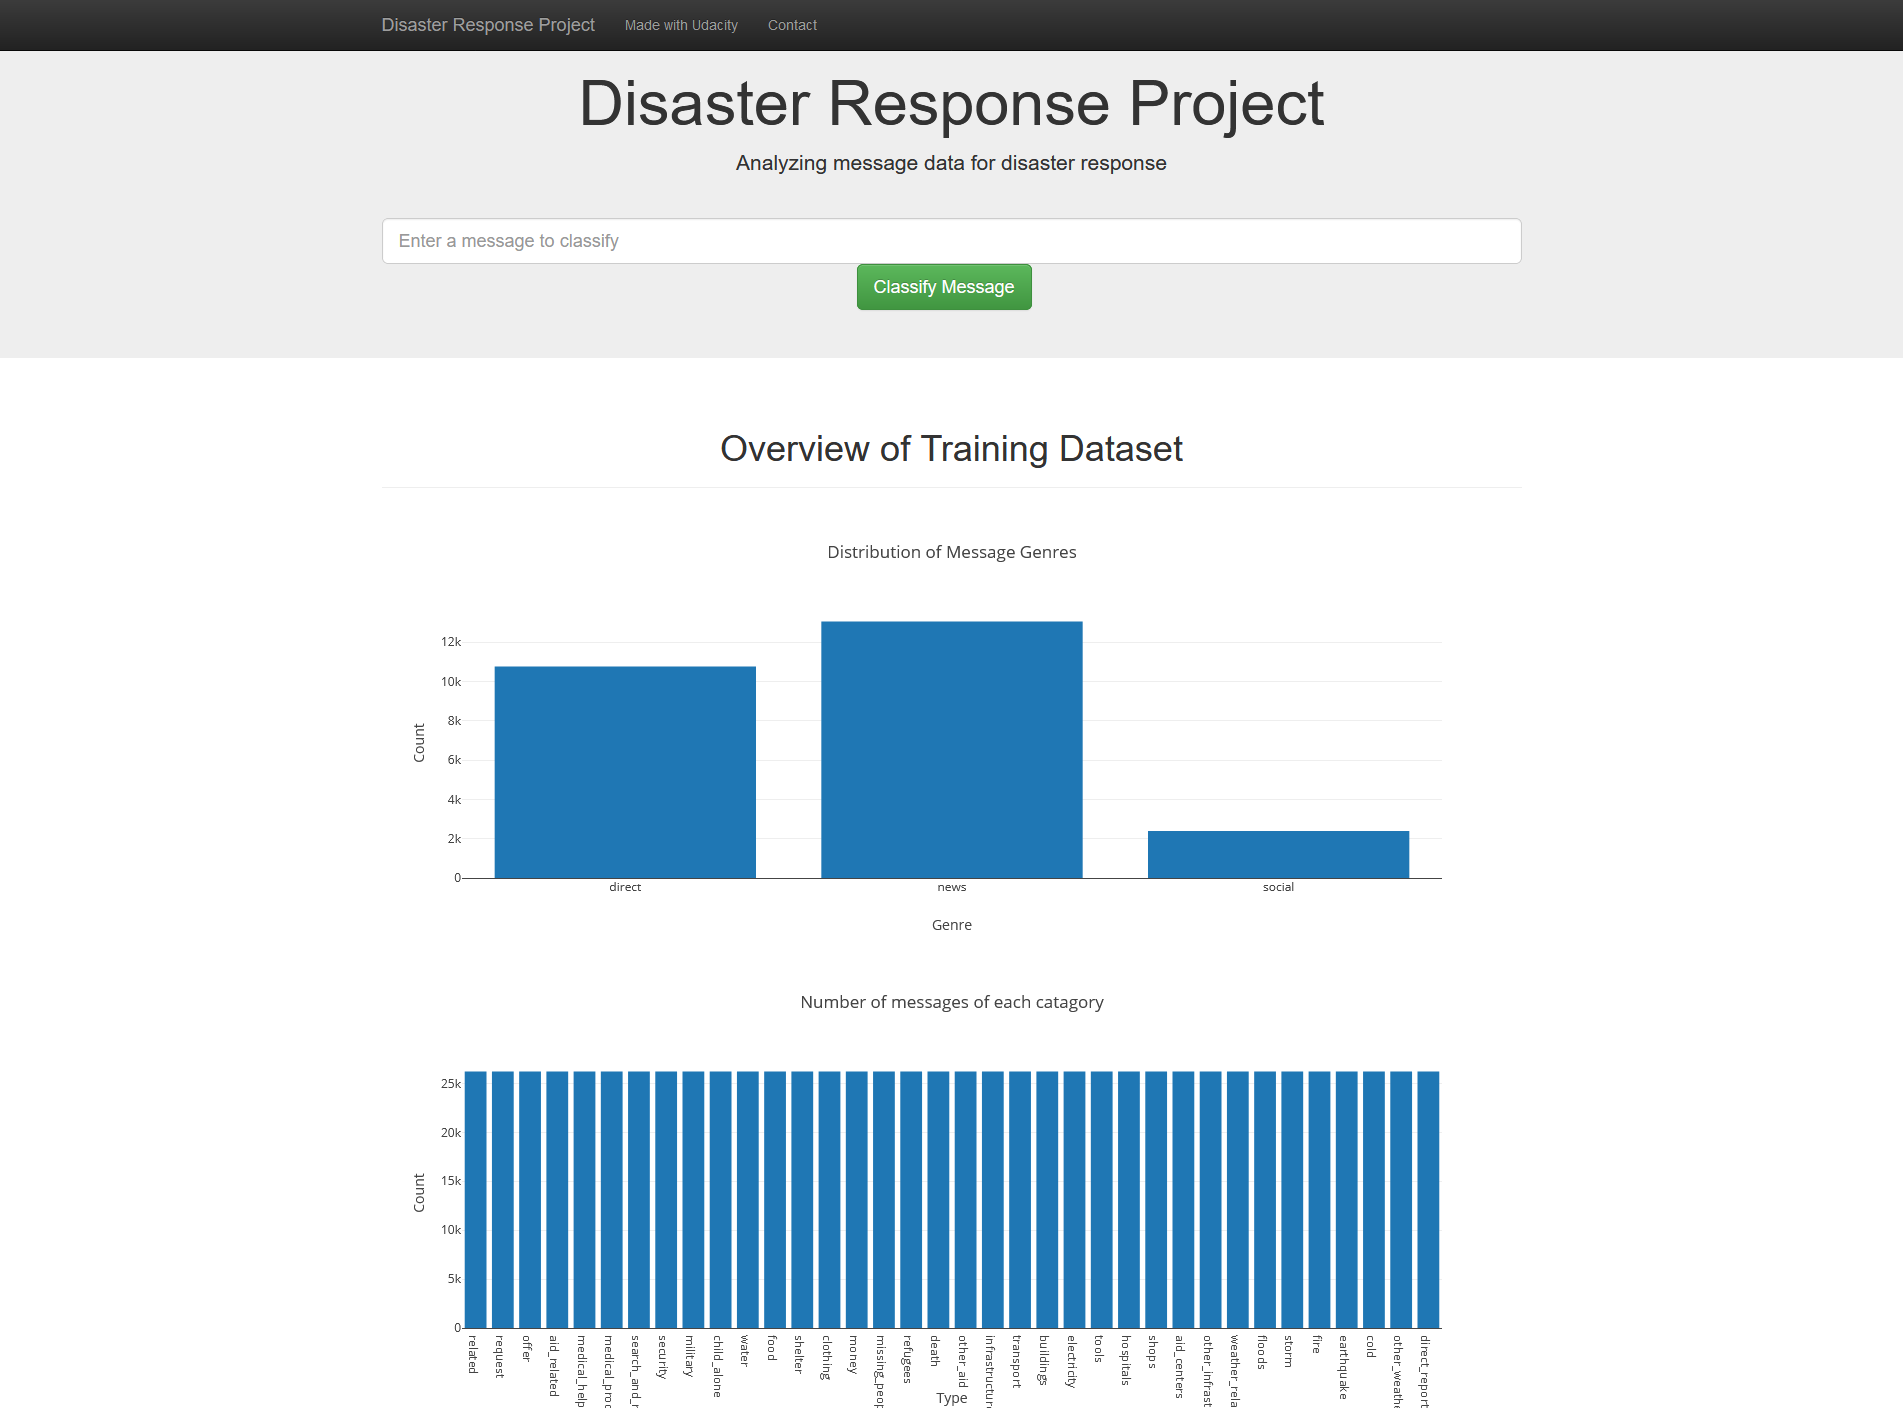 Disaster Response Project Made with Udacity Contact
Disaster Response Project
Analyzing message data for disaster response
Enter a message to classify
Classify Message
Overview of Training Dataset
Distribution of Message Genres
12k
10k
8k
6k
4k
2k
0
Count
direct news social
Genre
Number of messages of each catagory
25k
20k
15k
10k
5k
0
Count
related
request
offer
aid_related
medical_help
medical_proc
search_and_r
security
military
child_alone
water
food
shelter
clothing
money
missing_peop
refugees
death
other_aid
infrastructure
transport
buildings
electricity
tools
hospitals
shops
aid_centers
other_infrast
weather_rela
floods
storm
fire
earthquake
cold
other_weathe
direct_report
Type